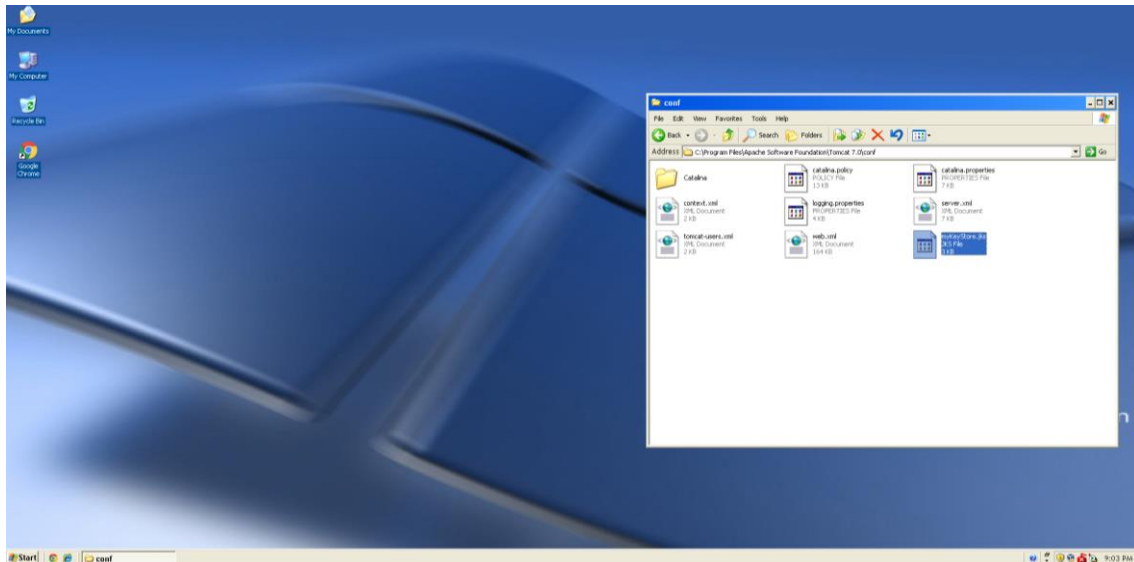 My Documents
My Computer
Recycle Bin
Google
Chrome
conf
File Edit View Favorites Tools Help
Back Search Folders
Address C:\Program Files\Apache Software Foundation\Tomcat 7.0\conf Go
Catalina
catalina.policy
POLICY File
13 KB
catalina.properties
PROPERTIES File
7 KB
context.xml
XML Document
2 KB
logging.properties
PROPERTIES File
4 KB
server.xml
XML Document
7 KB
tomcat-users.xml
XML Document
2 KB
web.xml
XML Document
164 KB
myKeyStore.jks
JKS File
3 KB
n
Start conf 9:03 PM